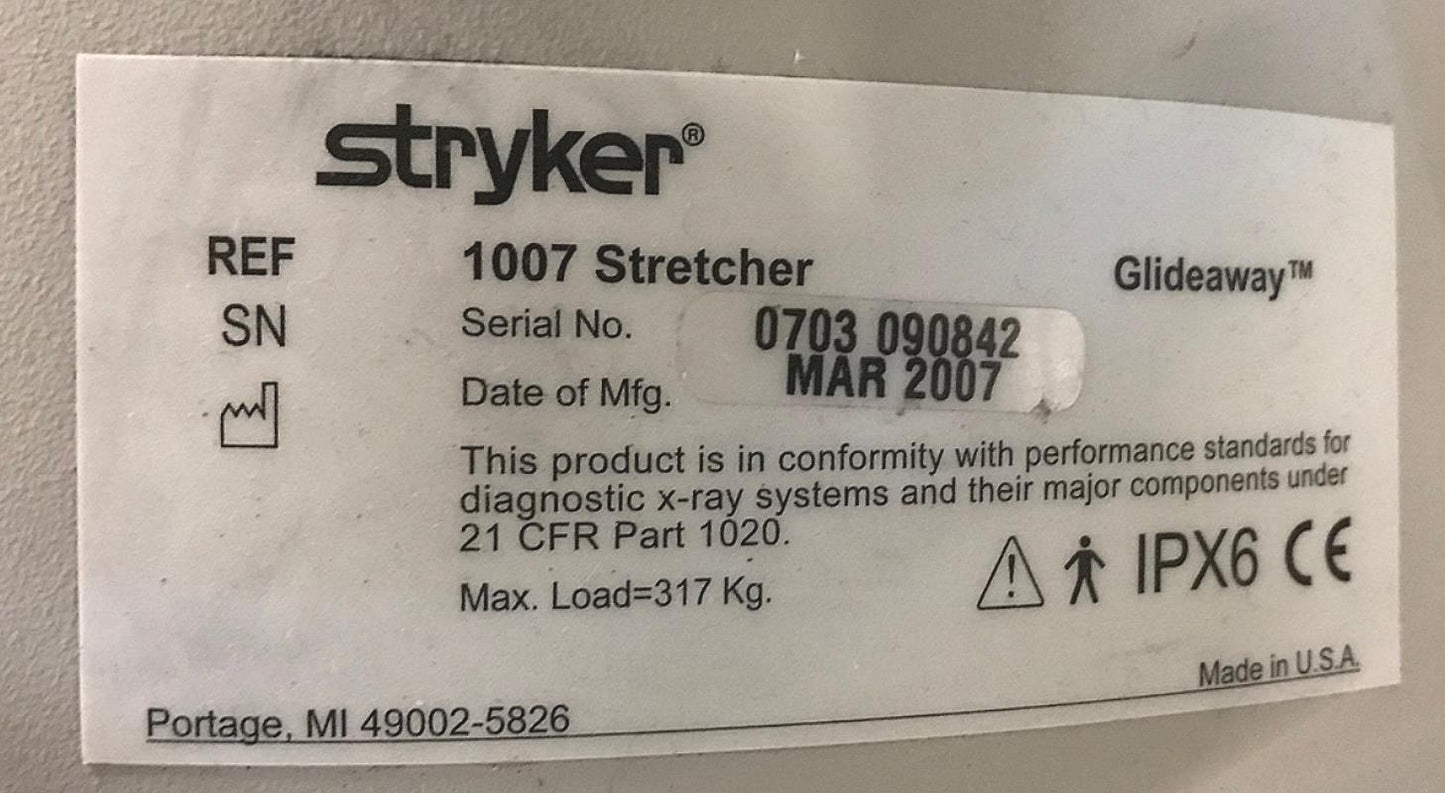 stryker®
REF 1007 Stretcher Glideaway™
SN Serial No. 0703 090842
Date of Mfg. MAR 2007
This product is in conformity with performance standards for
diagnostic x-ray systems and their major components under
21 CFR Part 1020.
Max. Load=317 Kg.
IPX6 CE
Made in U.S.A.
Portage, MI 49002-5826